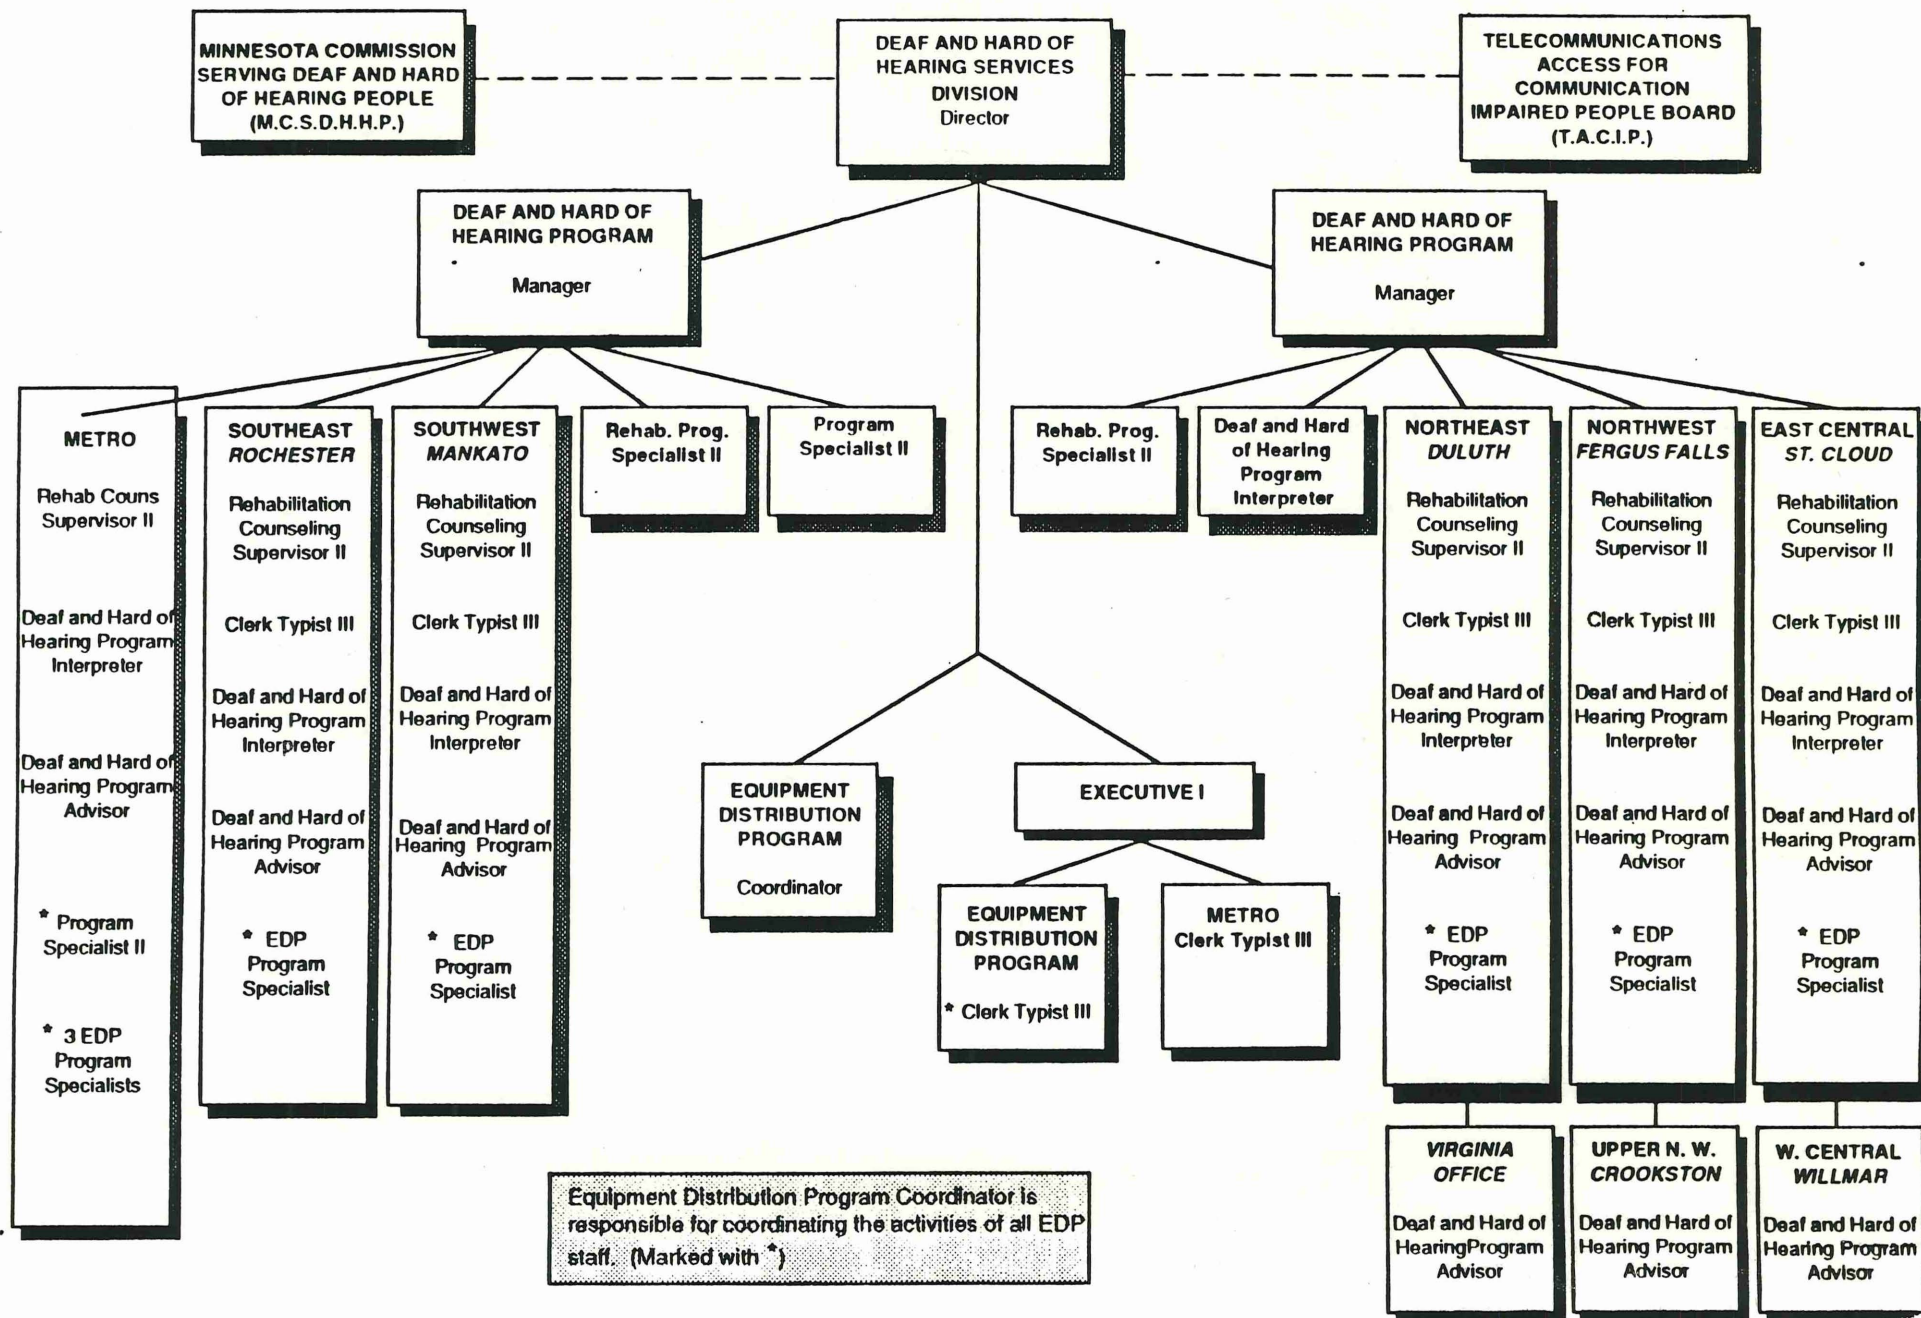 MINNESOTA COMMISSION
SERVING DEAF AND HARD
OF HEARING PEOPLE
(M.C.S.D.H.H.P.)
DEAF AND HARD OF
HEARING SERVICES
DIVISION
Director
TELECOMMUNICATIONS
ACCESS FOR
COMMUNICATION
IMPAIRED PEOPLE BOARD
(T.A.C.I.P.)
DEAF AND HARD OF
HEARING PROGRAM
Manager
DEAF AND HARD OF
HEARING PROGRAM
Manager
METRO
Rehab Couns
Supervisor II
Deaf and Hard of
Hearing Program
Interpreter
Deaf and Hard of
Hearing Program
Advisor
* Program
Specialist II
* 3 EDP
Program
Specialists
SOUTHEAST
ROCHESTER
Rehabilitation
Counseling
Supervisor II
Clerk Typist III
Deaf and Hard of
Hearing Program
Interpreter
Deaf and Hard of
Hearing Program
Advisor
* EDP
Program
Specialist
SOUTHWEST
MANKATO
Rehabilitation
Counseling
Supervisor II
Clerk Typist III
Deaf and Hard of
Hearing Program
Interpreter
Deaf and Hard of
Hearing Program
Advisor
* EDP
Program
Specialist
Rehab. Prog.
Specialist II
Program
Specialist II
Rehab. Prog.
Specialist II
Deaf and Hard
of Hearing
Program
Interpreter
NORTHEAST
DULUTH
Rehabilitation
Counseling
Supervisor II
Clerk Typist III
Deaf and Hard of
Hearing Program
Interpreter
Deaf and Hard of
Hearing Program
Advisor
* EDP
Program
Specialist
NORTHWEST
FERGUS FALLS
Rehabilitation
Counseling
Supervisor II
Clerk Typist III
Deaf and Hard of
Hearing Program
Interpreter
Deaf and Hard of
Hearing Program
Advisor
* EDP
Program
Specialist
EAST CENTRAL
ST. CLOUD
Rehabilitation
Counseling
Supervisor II
Clerk Typist III
Deaf and Hard of
Hearing Program
Interpreter
Deaf and Hard of
Hearing Program
Advisor
* EDP
Program
Specialist
EQUIPMENT
DISTRIBUTION
PROGRAM
Coordinator
EXECUTIVE I
EQUIPMENT
DISTRIBUTION
PROGRAM
* Clerk Typist III
METRO
Clerk Typist III
VIRGINIA
OFFICE
Deaf and Hard of
HearingProgram
Advisor
UPPER N. W.
CROOKSTON
Deaf and Hard of
Hearing Program
Advisor
W. CENTRAL
WILLMAR
Deaf and Hard of
Hearing Program
Advisor
Equipment Distribution Program Coordinator is
responsible for coordinating the activities of all EDP
staff. (Marked with *)